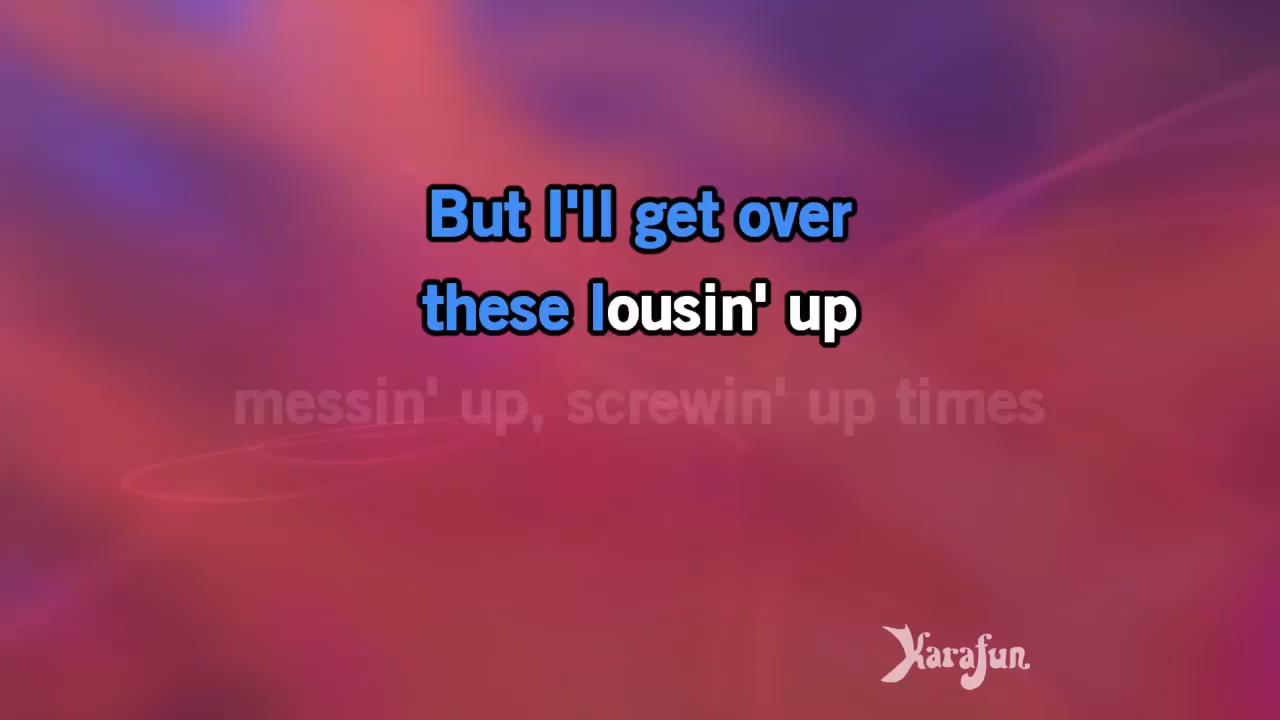 But I'll get over
these lousin' up
messin' up, screwin' up times
Karafun